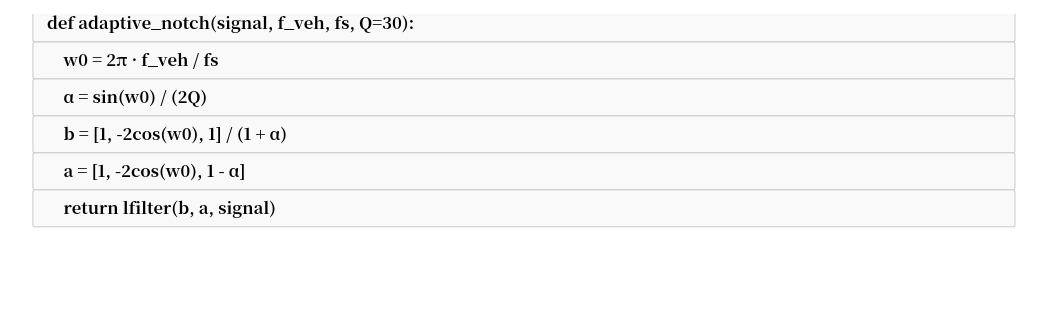 def adaptive_notch(signal, f_veh, fs, Q=30):
w0 = 2π · f_veh / fs
α = sin(w0) / (2Q)
b = [1, -2cos(w0), 1] / (1 + α)
a = [1, -2cos(w0), 1 - α]
return lfilter(b, a, signal)